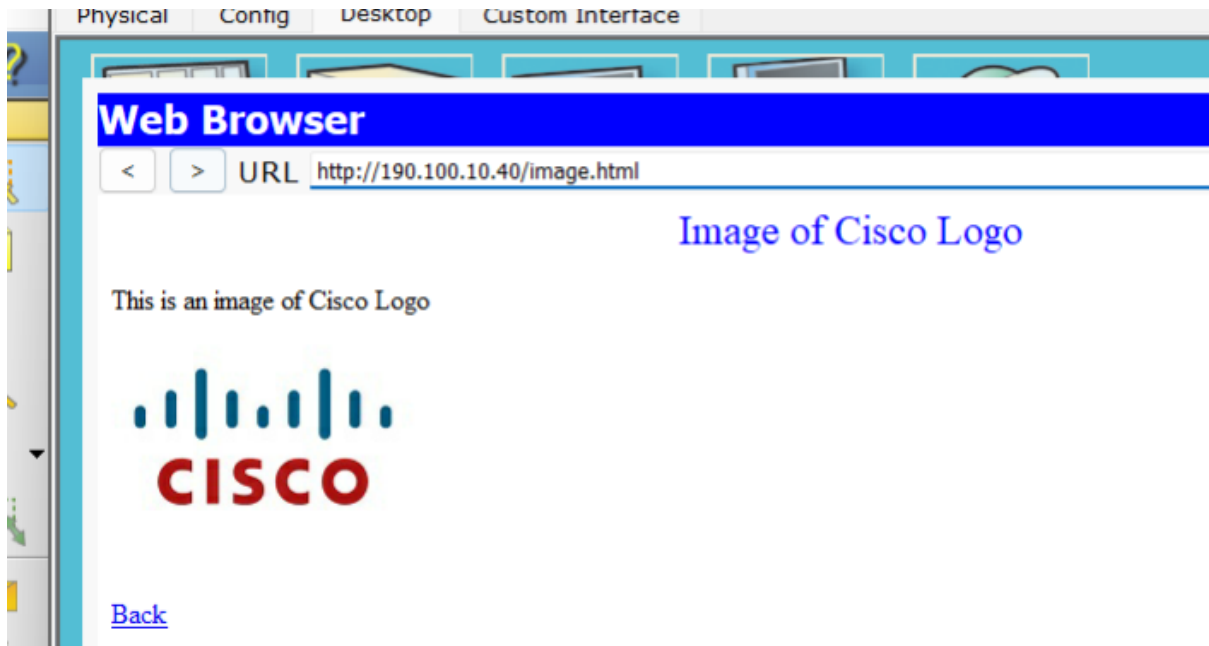 Physical Config Desktop Custom Interface
Web Browser
< > URL http://190.100.10.40/image.html
Image of Cisco Logo
This is an image of Cisco Logo
CISCO
Back